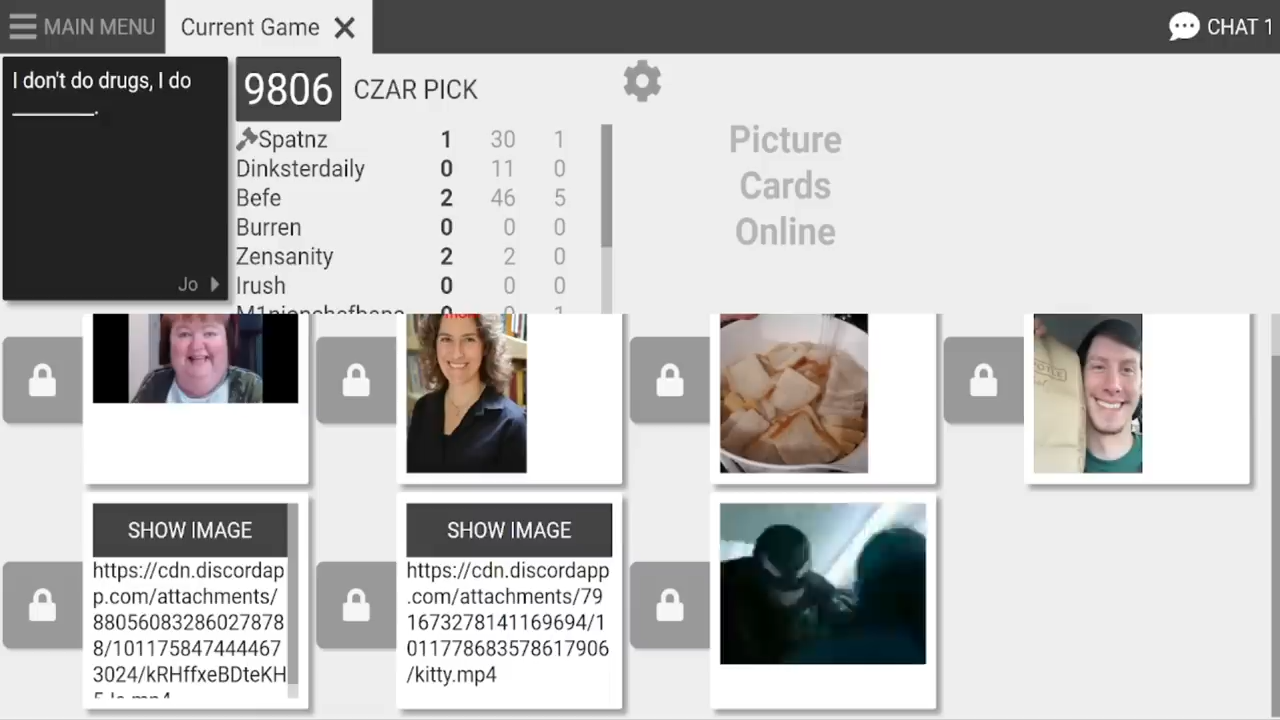 MAIN MENU
Current Game
CHAT 1
I don't do drugs, I do
________.
Jo
9806
CZAR PICK
Spatnz 1 30 1
Dinksterdaily 0 11 0
Befe 2 46 5
Burren 0 0 0
Zensanity 2 2 0
Irush 0 0 0
Picture
Cards
Online
SHOW IMAGE
https://cdn.discordap
p.com/attachments/
88056083286027878
8/101175847444467
3024/kRHffxeBDteKH
SHOW IMAGE
https://cdn.discordapp
.com/attachments/79
1673278141169694/1
011778683578617906
/kitty.mp4